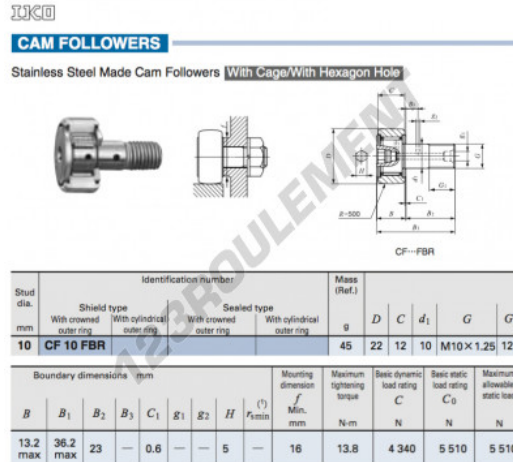 IKO
CAM FOLLOWERS
Stainless Steel Made Cam Followers With Cage/With Hexagon Hole
R=500
CF···FBR
123ROULEMENT
Stud dia. mm
Identification number
Mass (Ref.) g
Shield type Sealed type
With crowned outer ring With cylindrical outer ring With crowned outer ring With cylindrical outer ring
D C d1 G G
10 CF 10 FBR 45 22 12 10 M10×1.25 12
Boundary dimensions mm
Mounting dimension f Min. mm
Maximum tightening torque N-m
Basic dynamic load rating C N
Basic static load rating C0 N
Maximum allowable static load N
B B1 B2 B3 C1 g1 g2 H rsmin (1)
13.2 max 36.2 max 23 — — 0.6 — — 5 — 16 13.8 4 340 5 510 5 510